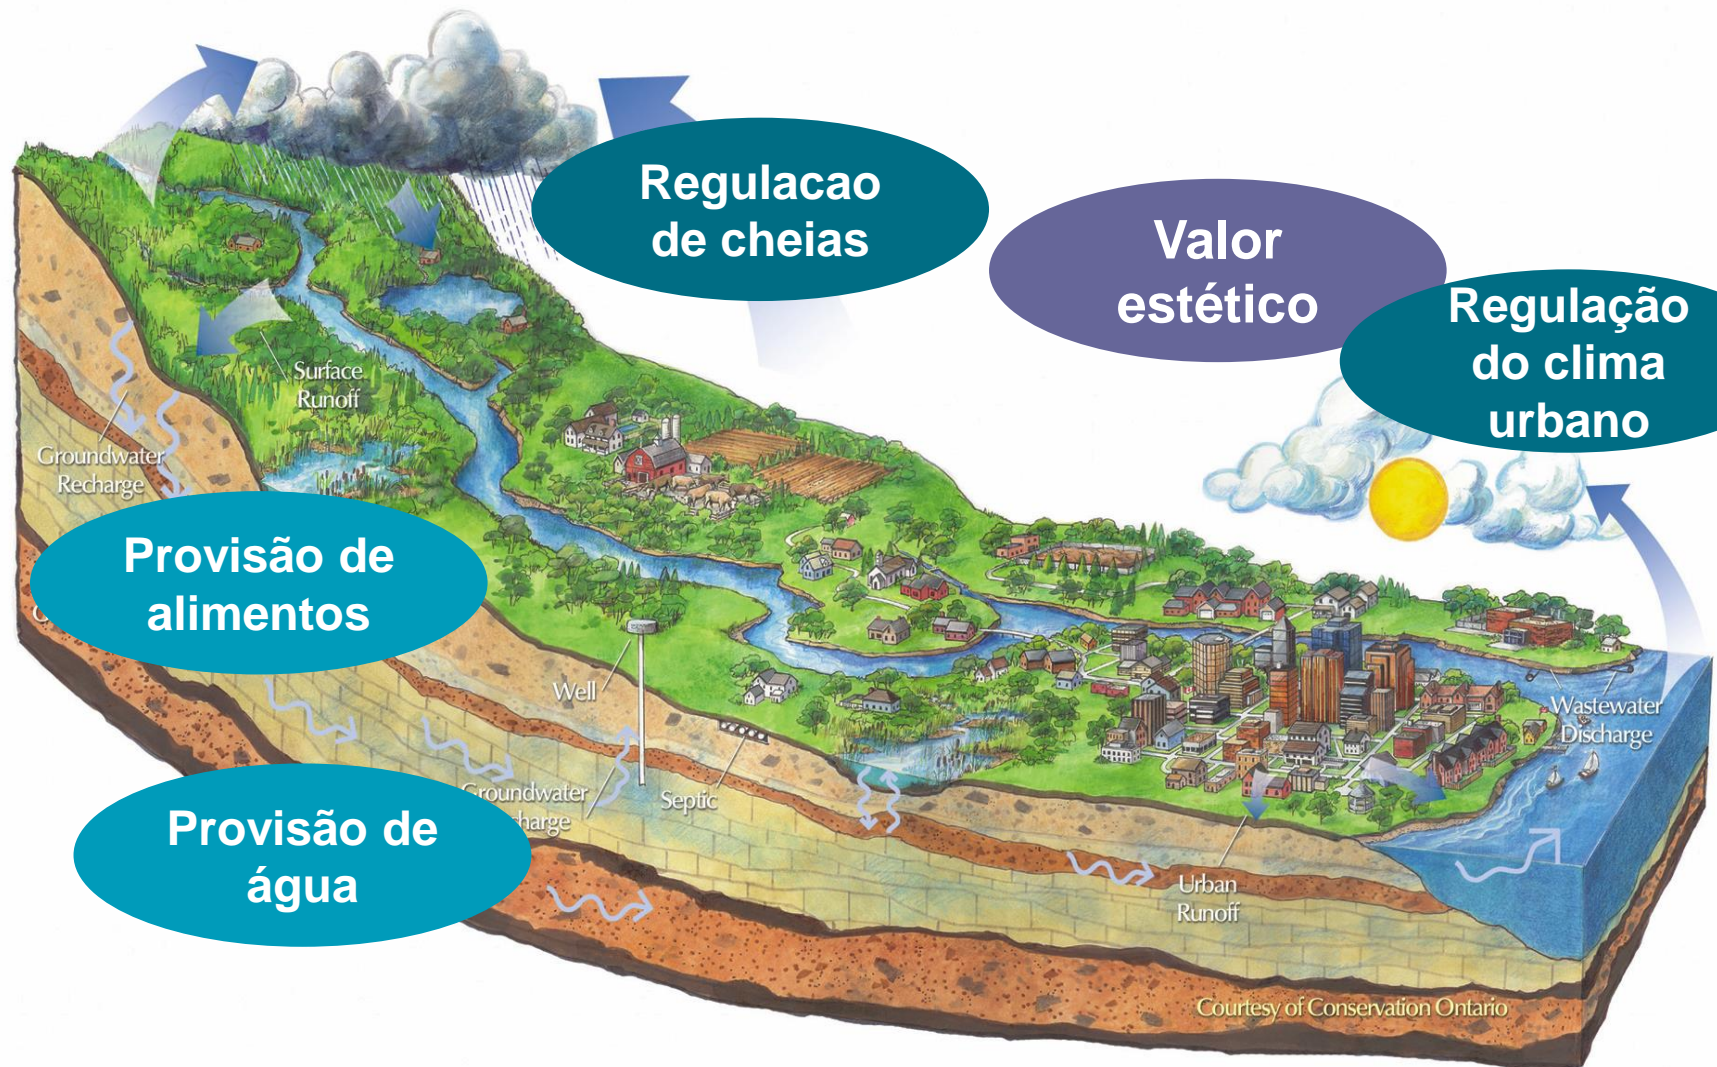 Regulacao
de cheias
Valor
estético
Regulação
do clima
urbano
Surface
Runoff
Groundwater
Recharge
Provisão de
alimentos
Well
Wastewater
Discharge
Provisão de
água
Groundwater
Septic
Urban
Runoff
Courtesy of Conservation Ontario